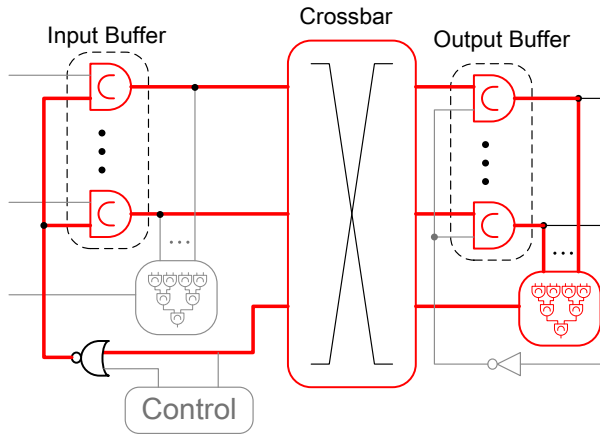 Crossbar
Input Buffer
Output Buffer
C
C
C
C
Control